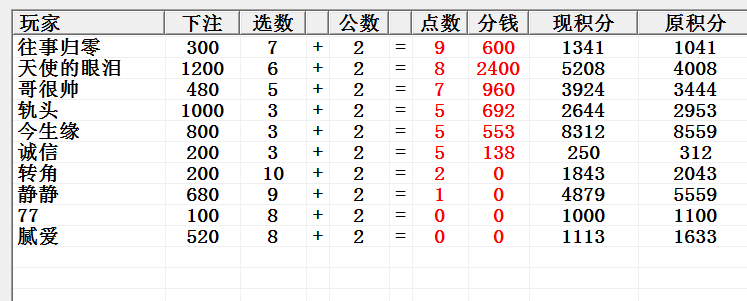 玩家 下注 选数 公数 点数 分钱 现积分 原积分
往事归零 300 7 + 2 = 9 600 1341 1041
天使的眼泪 1200 6 + 2 = 8 2400 5208 4008
哥很帅 480 5 + 2 = 7 960 3924 3444
轨头 1000 3 + 2 = 5 692 2644 2953
今生缘 800 3 + 2 = 5 553 8312 8559
诚信 200 3 + 2 = 5 138 250 312
转角 200 10 + 2 = 2 0 1843 2043
静静 680 9 + 2 = 1 0 4879 5559
77 100 8 + 2 = 0 0 1000 1100
腻爱 520 8 + 2 = 0 0 1113 1633